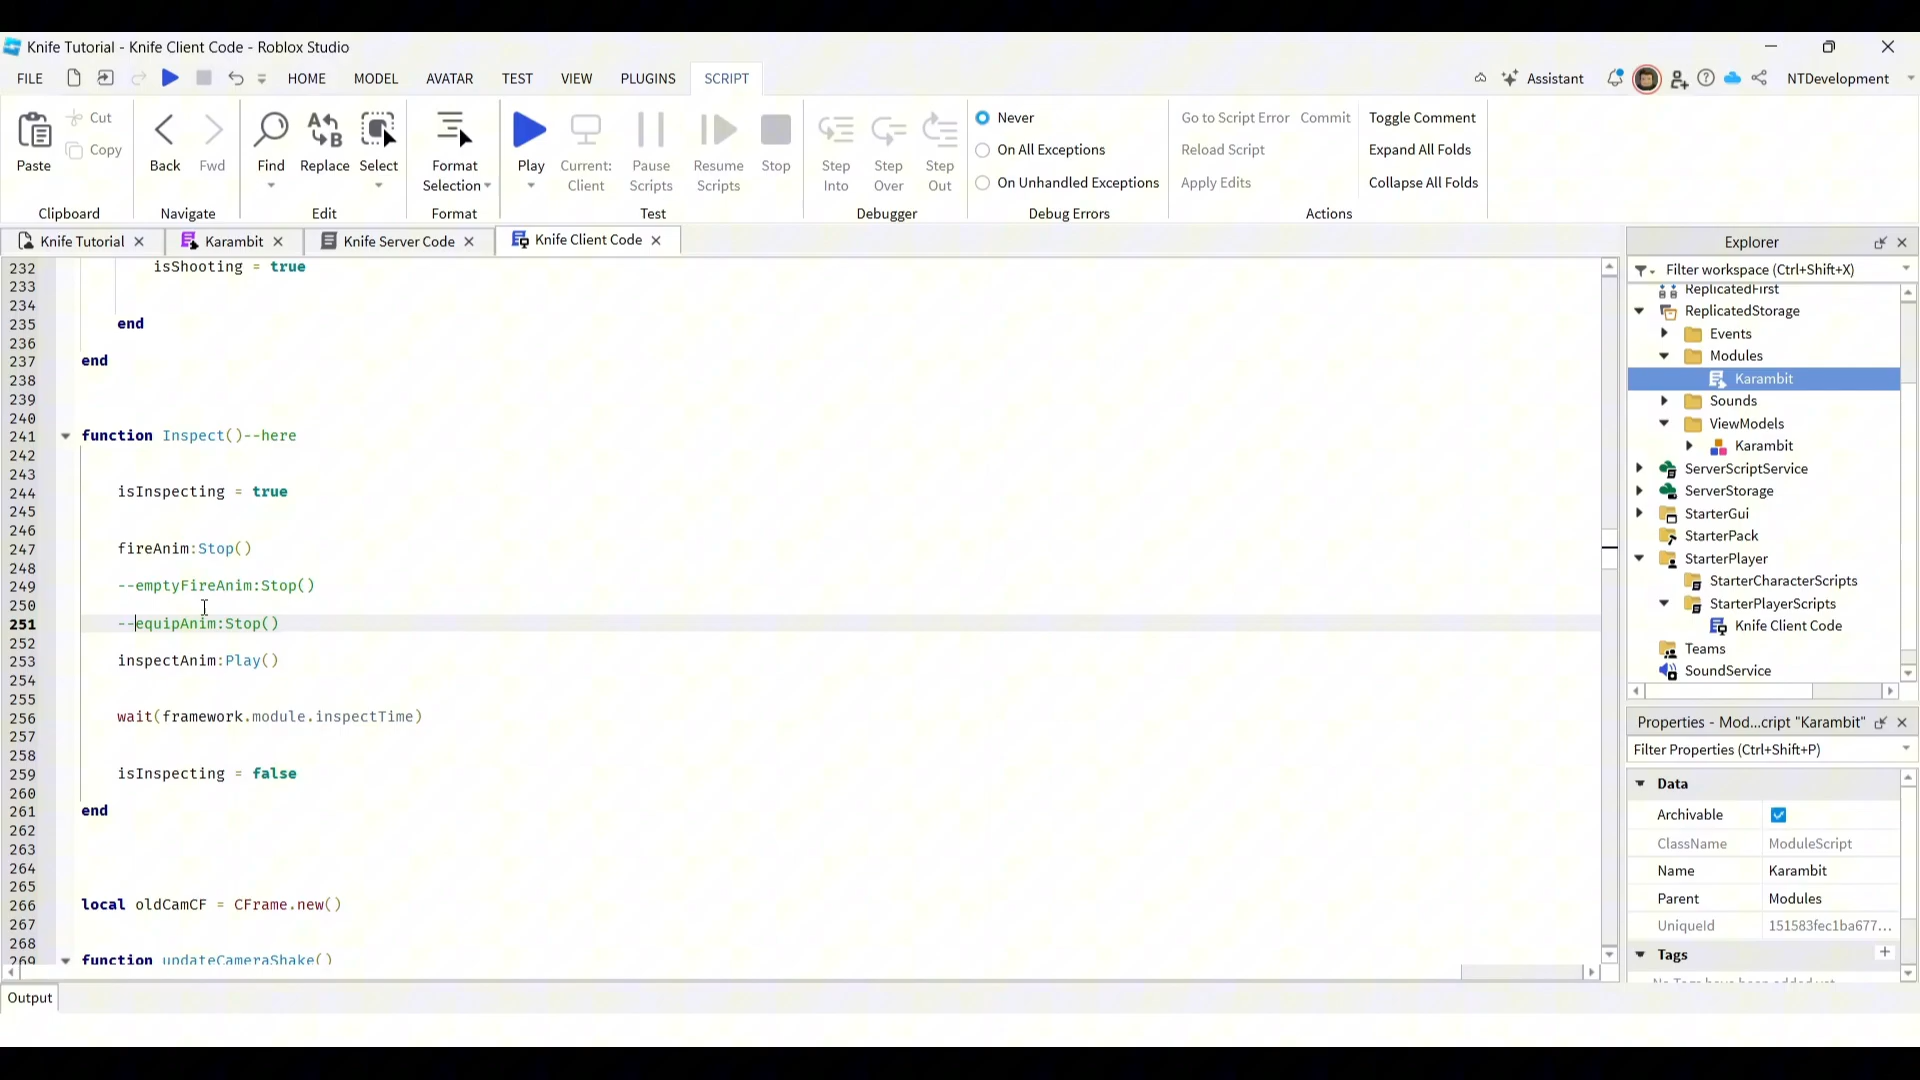 Knife Tutorial - Knife Client Code - Roblox Studio
FILE HOME MODEL AVATAR TEST VIEW PLUGINS SCRIPT Assistant NTDevelopment
Paste Cut Copy Clipboard
Back Fwd Navigate
Find Replace Select Edit
Format Selection Format
Play Current: Client Pause Scripts Resume Scripts Stop Test
Step Into Step Over Step Out Debugger
Never
On All Exceptions
On Unhandled Exceptions
Debug Errors
Go to Script Error Commit Toggle Comment
Reload Script Expand All Folds
Apply Edits Collapse All Folds
Actions
Knife Tutorial Karambit Knife Server Code Knife Client Code
232 isShooting = true
233
234
235 end
236
237 end
238
239
240
241 function Inspect()--here
242
243
244 isInspecting = true
245
246
247 fireAnim:Stop()
248
249 --emptyFireAnim:Stop()
250
251 --equipAnim:Stop()
252
253 inspectAnim:Play()
254
255
256 wait(framework.module.inspectTime)
257
258
259 isInspecting = false
260
261 end
262
263
264
265
266 local oldCamCF = CFrame.new()
267
268
269 function updateCameraShake()
Output
Explorer
Filter workspace (Ctrl+Shift+X)
ReplicatedFirst
ReplicatedStorage
Events
Modules
Karambit
Sounds
ViewModels
Karambit
ServerScriptService
ServerStorage
StarterGui
StarterPack
StarterPlayer
StarterCharacterScripts
StarterPlayerScripts
Knife Client Code
Teams
SoundService
Properties - Mod...cript "Karambit"
Filter Properties (Ctrl+Shift+P)
Data
Archivable
ClassName ModuleScript
Name Karambit
Parent Modules
UniqueId 151583fec1ba677...
Tags